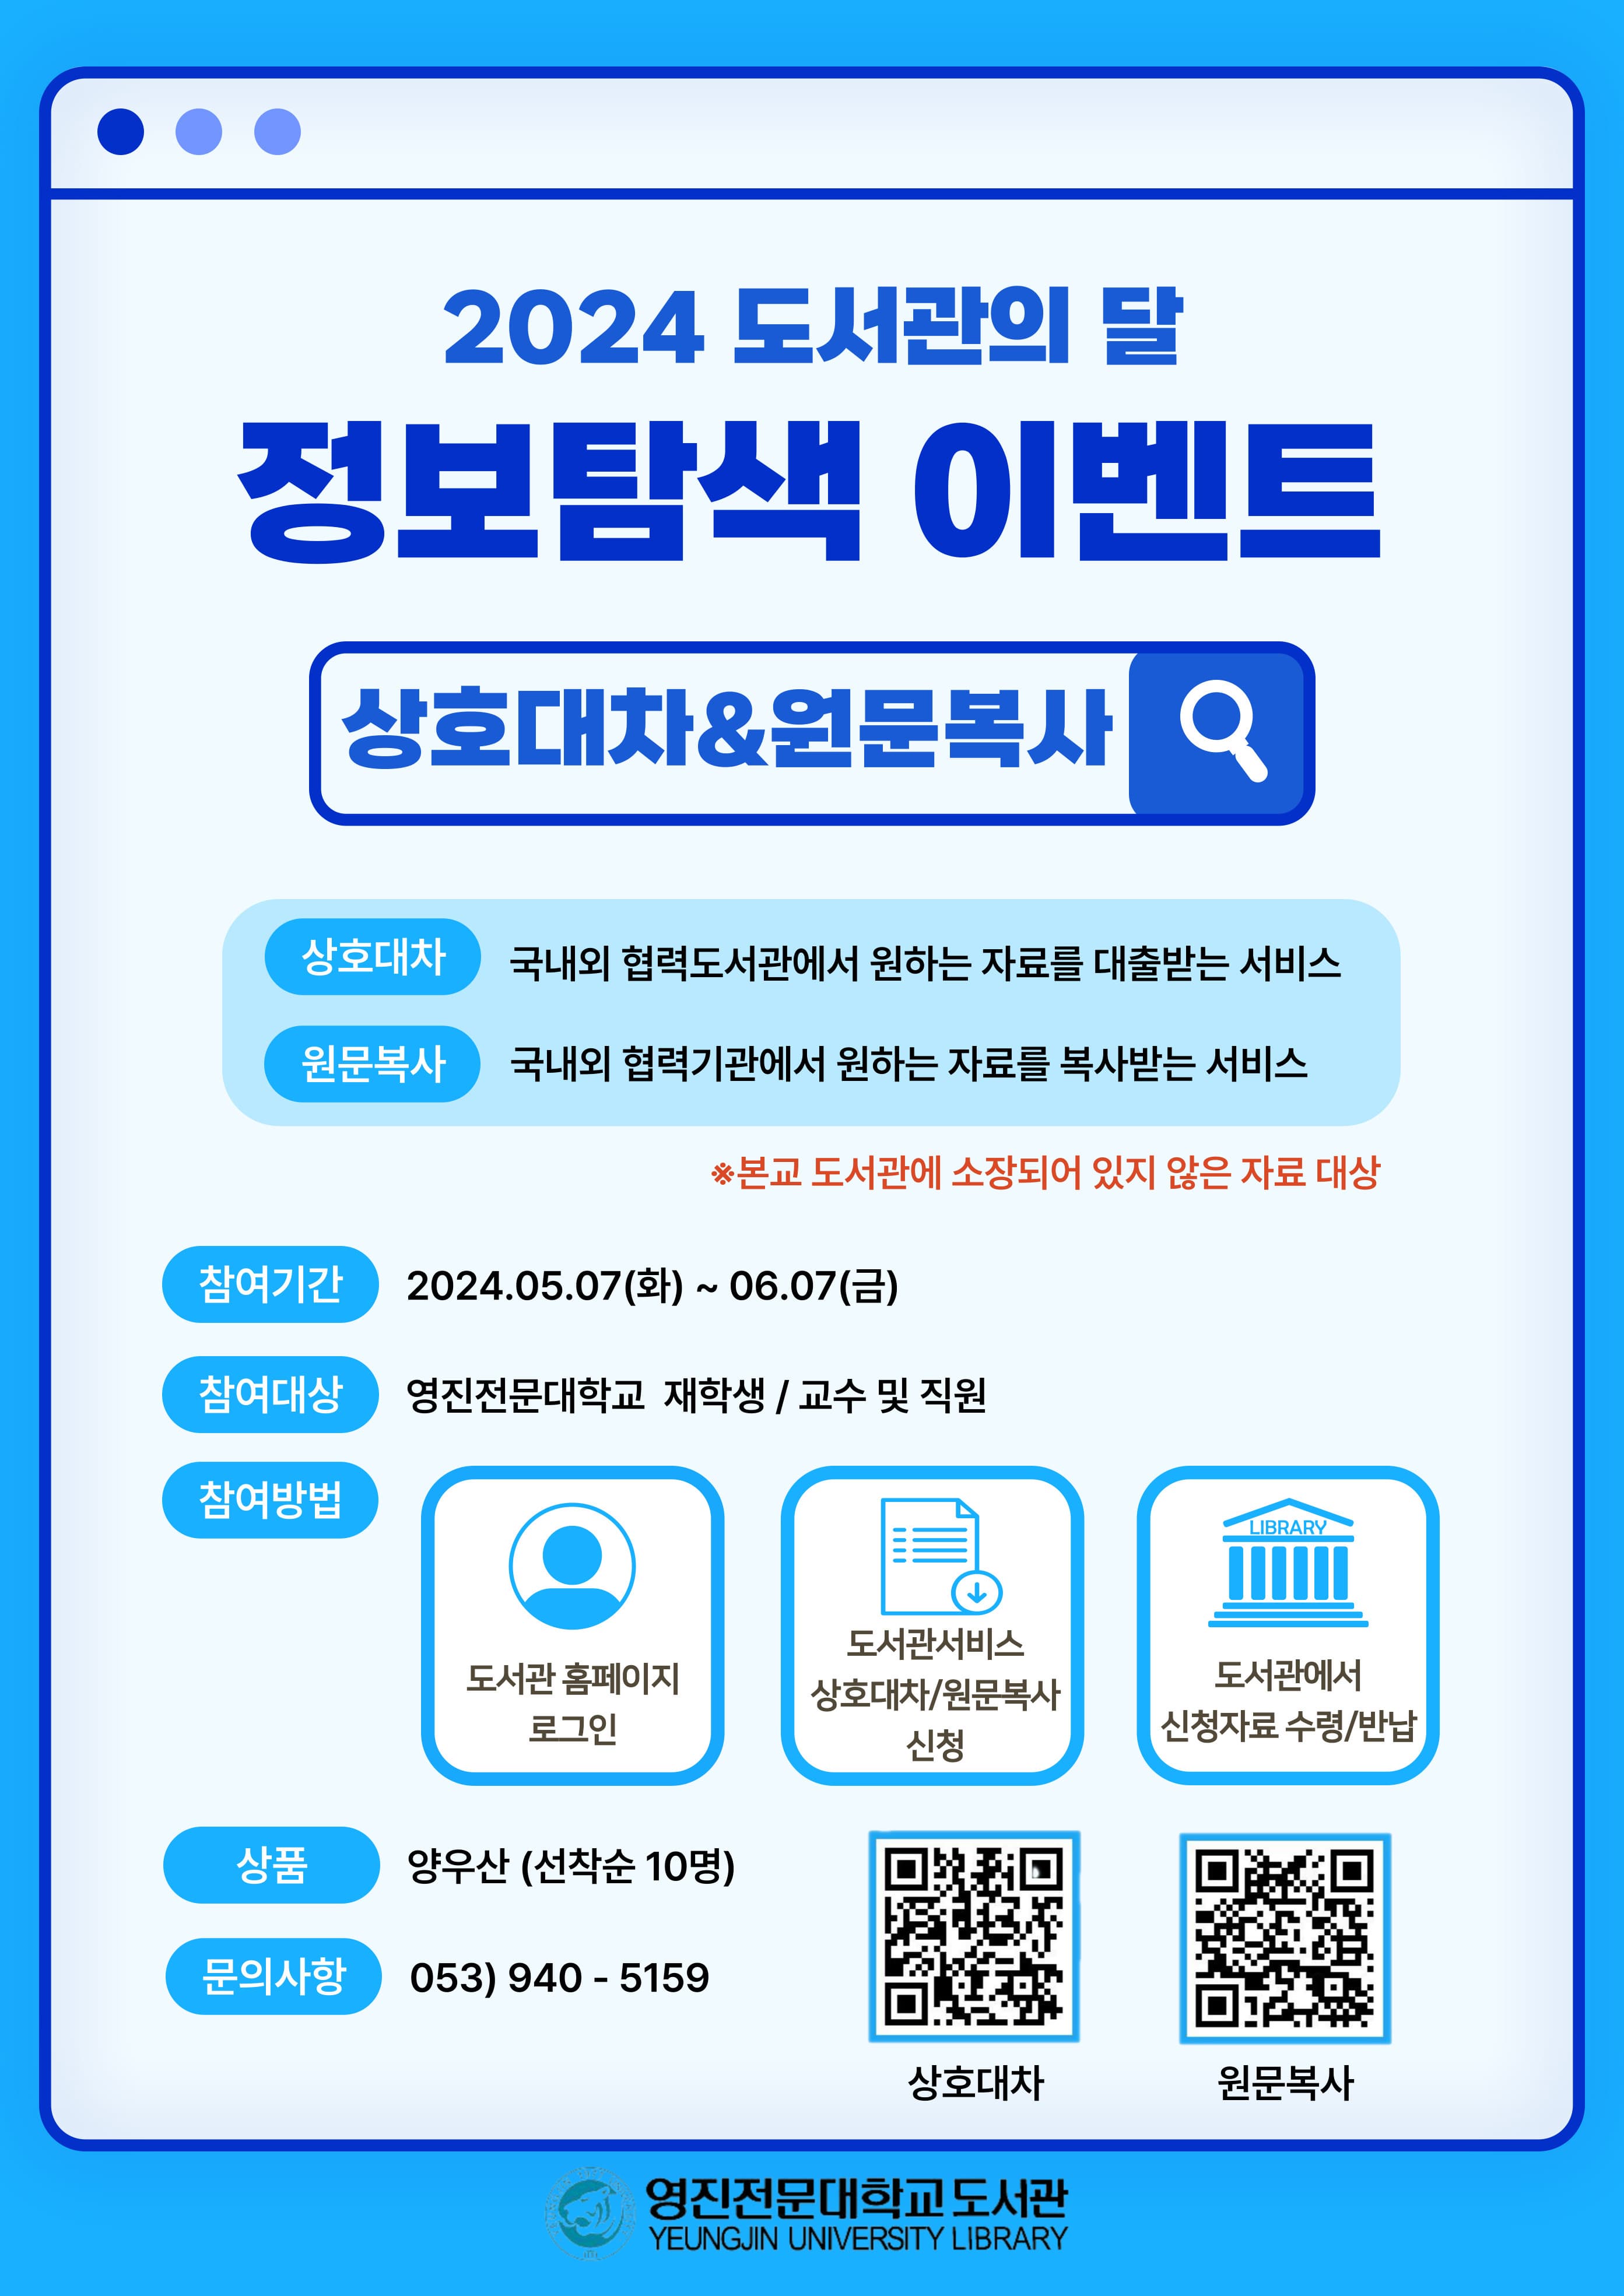 2024 도서관의 달
정보탐색 이벤트
상호대차&원문복사
상호대차 국내외 협력도서관에서 원하는 자료를 대출받는 서비스
원문복사 국내외 협력기관에서 원하는 자료를 복사받는 서비스
※본교 도서관에 소장되어 있지 않은 자료 대상
참여기간 2024.05.07(화) ~ 06.07(금)
참여대상 영진전문대학교 재학생 / 교수 및 직원
참여방법
도서관 홈페이지
로그인
도서관서비스
상호대차/원문복사
신청
LIBRARY
도서관에서
신청자료 수령/반납
상품 양우산 (선착순 10명)
문의사항 053) 940 - 5159
상호대차
원문복사
영진전문대학교 도서관
YEUNGJIN UNIVERSITY LIBRARY